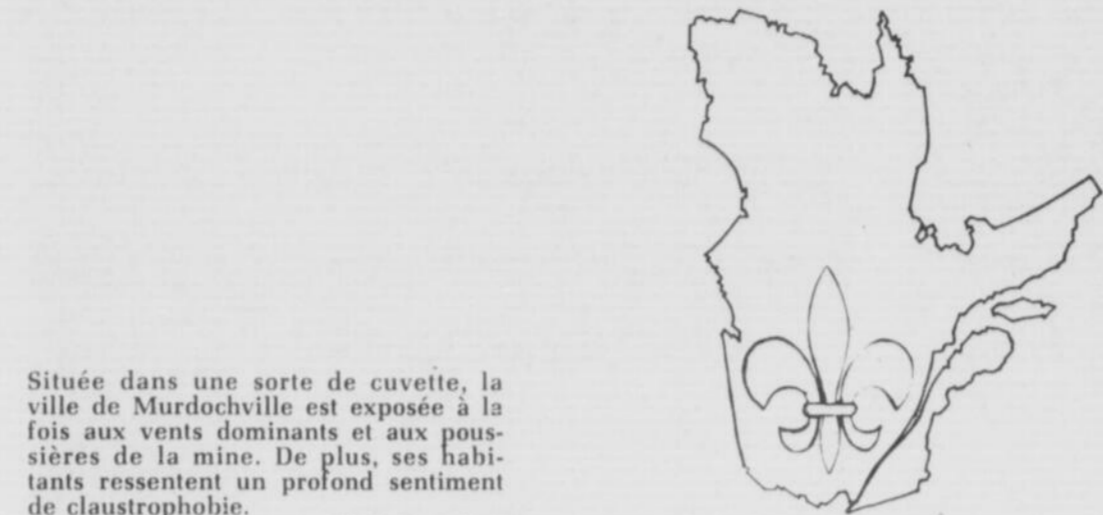 Située dans une sorte de cuvette, la
ville de Murdochville est exposée à la
fois aux vents dominants et aux pous-
sières de la mine. De plus, ses habi-
tants ressentent un profond sentiment
de claustrophobie.